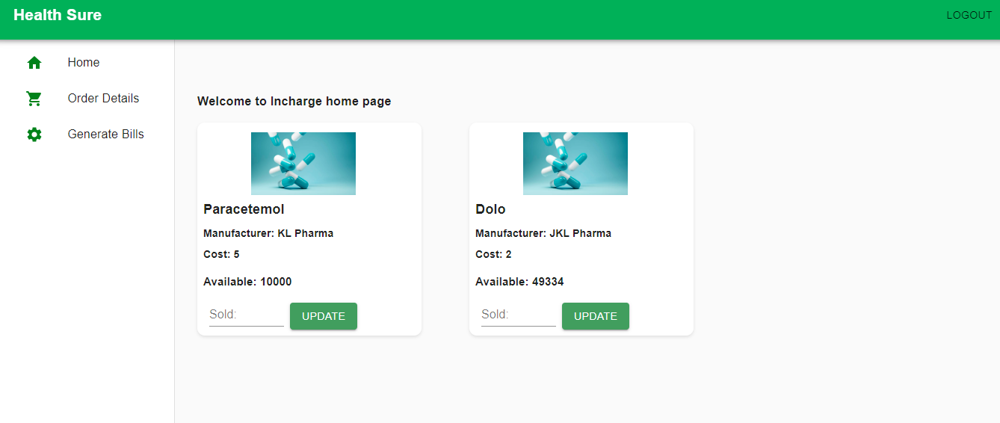 Health Sure
LOGOUT
Home
Order Details
Generate Bills
Welcome to Incharge home page
Paracetemol
Manufacturer: KL Pharma
Cost: 5
Available: 10000
Sold:
UPDATE
Dolo
Manufacturer: JKL Pharma
Cost: 2
Available: 49334
Sold:
UPDATE